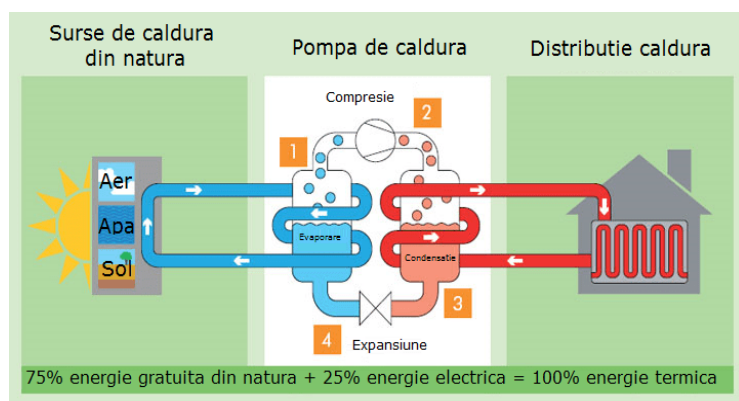 Surse de caldura
din natura
Pompa de caldura
Distributie caldura
Compresie
1
2
Aer
Apa
Sol
Evaporare
Condensatie
4
3
Expansiune
75% energie gratuita din natura + 25% energie electrica = 100% energie termica